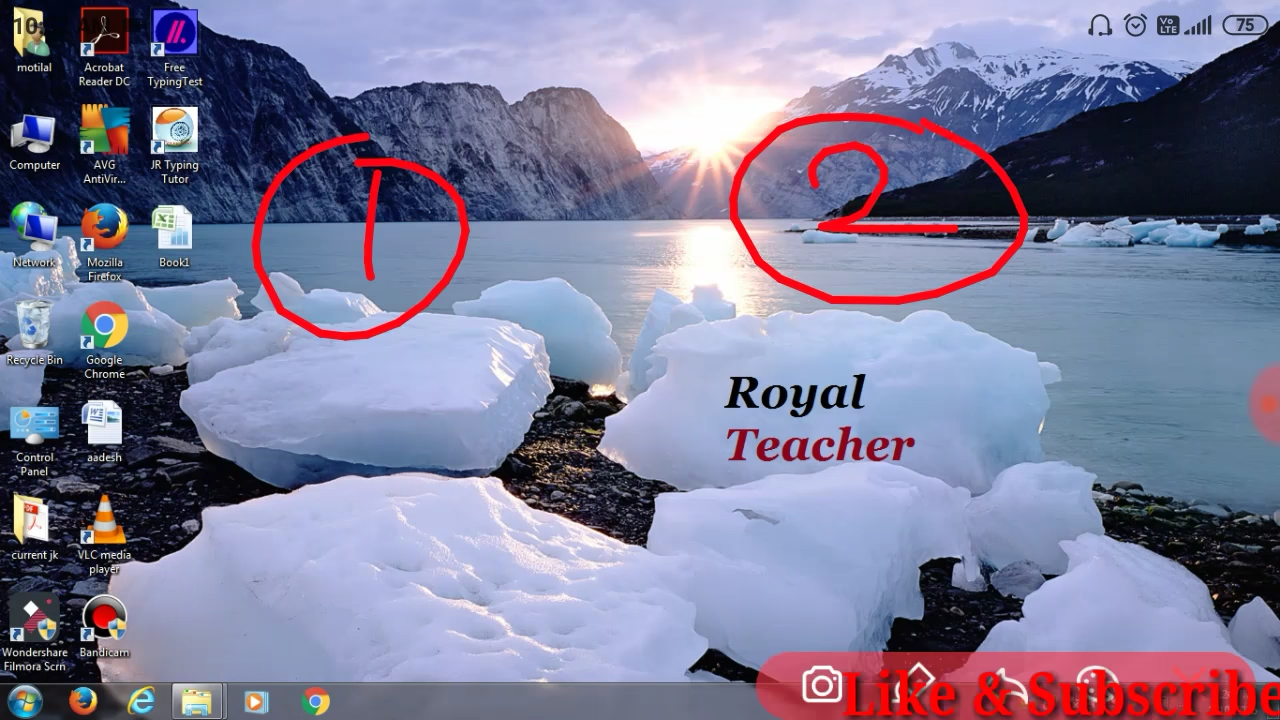 75
Vo
LTE
motilal
Acrobat
Reader DC
Free
TypingTest
Computer
AVG
AntiVir...
JR Typing
Tutor
Network
Mozilla
Firefox
Book1
Recycle Bin
Google
Chrome
Control
Panel
aadesh
current jk
VLC media
player
Wondershare
Filmora Scrn
Bandicam
1
2
Royal
Teacher
Like & Subscribe